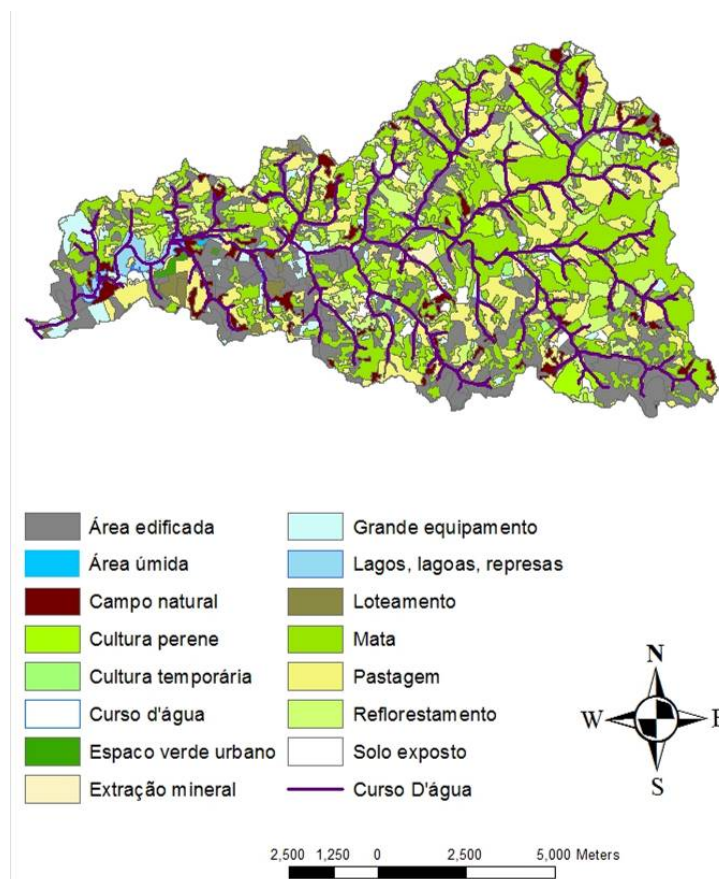 Área edificada
Área úmida
Campo natural
Cultura perene
Cultura temporária
Curso d'água
Espaco verde urbano
Extração mineral
Grande equipamento
Lagos, lagoas, represas
Loteamento
Mata
Pastagem
Reflorestamento
Solo exposto
Curso D'água
N
W E
S
2,500 1,250 0 2,500 5,000 Meters